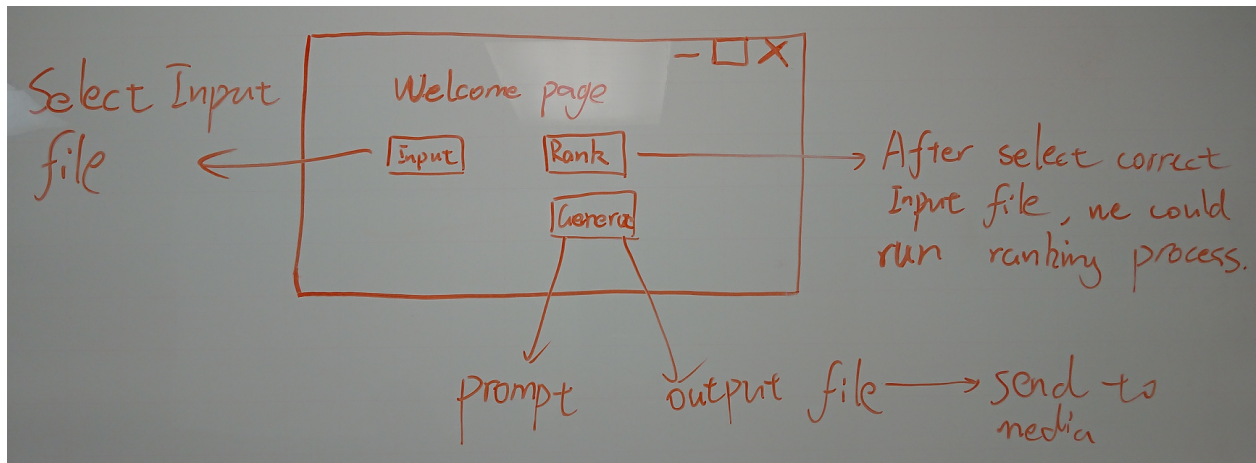 Select Input
file
Welcome page
Input
Rank
Genera
After select correct
Input file, we could
run ranking process.
prompt
output file
send to
media